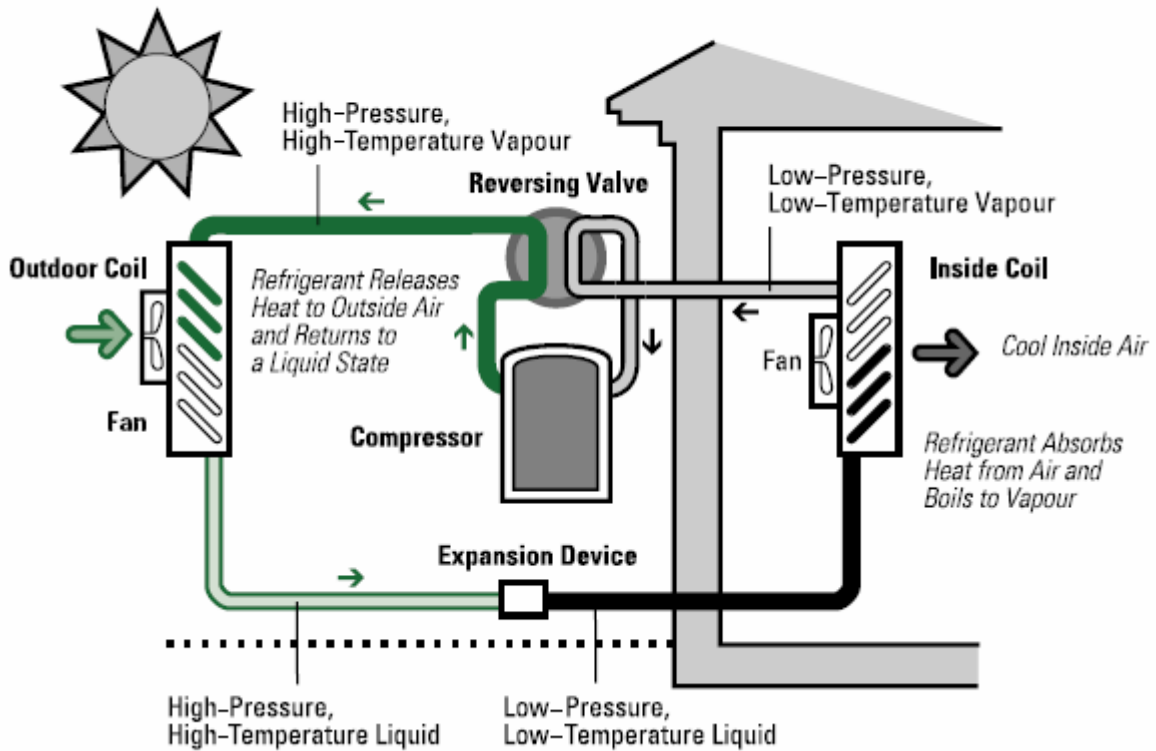 High-Pressure,
High-Temperature Vapour
Reversing Valve
Low-Pressure,
Low-Temperature Vapour
Outdoor Coil
Refrigerant Releases
Heat to Outside Air
and Returns to
a Liquid State
Inside Coil
Fan
Cool Inside Air
Fan
Compressor
Refrigerant Absorbs
Heat from Air and
Boils to Vapour
Expansion Device
High-Pressure,
High-Temperature Liquid
Low-Pressure,
Low-Temperature Liquid